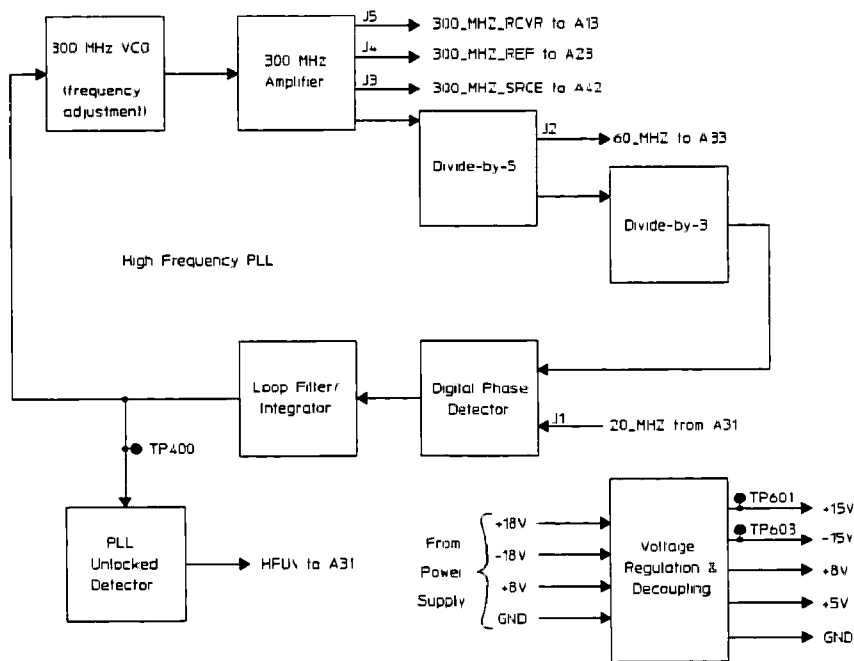 300 MHz VCO
(frequency
adjustment)
300 MHz
Amplifier
J5
300_MHZ_RCVR to A13
J4
300_MHZ_REF to A23
J3
300_MHZ_SRCE to A42
Divide-by-5
J2
60_MHZ to A33
Divide-by-3
High Frequency PLL
Loop Filter/
Integrator
Digital Phase
Detector
J1
20_MHZ from A31
TP400
PLL
Unlocked
Detector
HFUN to A31
From
Power
Supply
+18V
-18V
+8V
GND
Voltage
Regulation &
Decoupling
TP601
+15V
TP603
-15V
+8V
+5V
GND